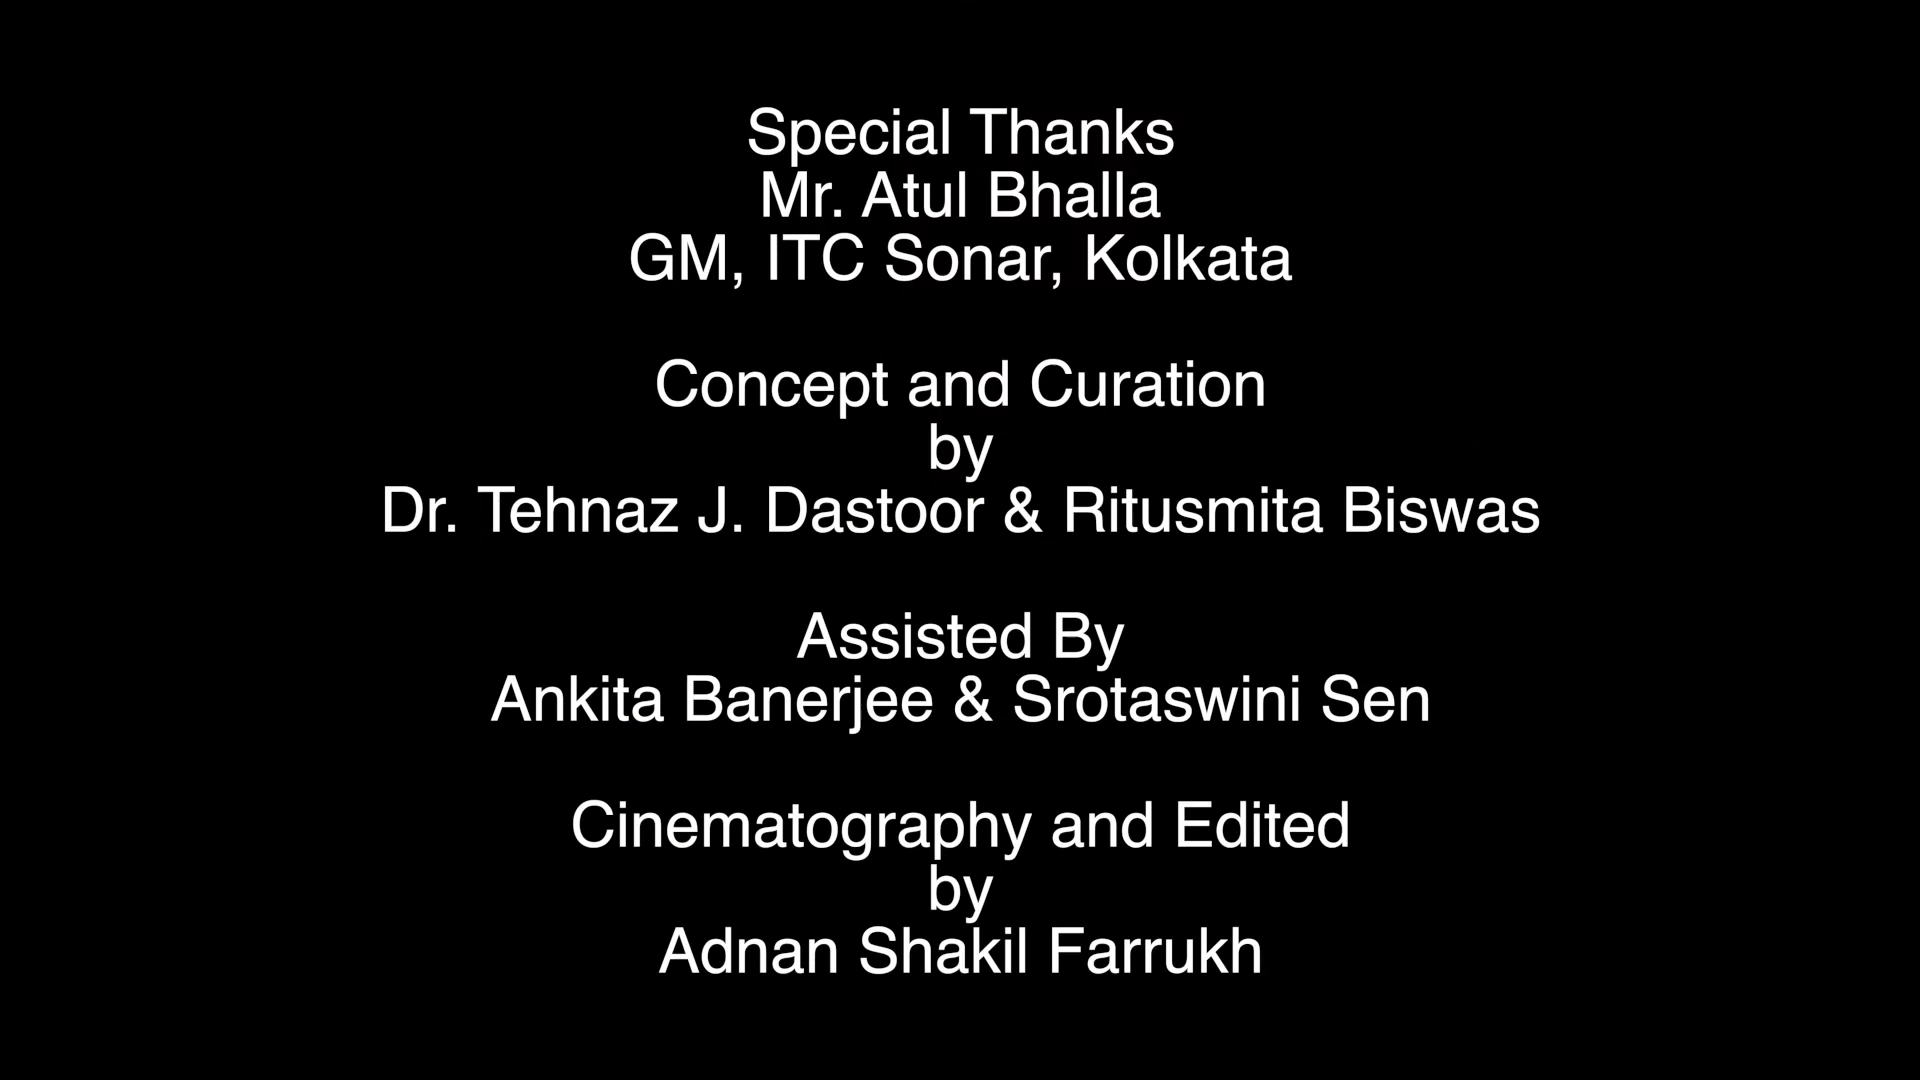 Special Thanks
Mr. Atul Bhalla
GM, ITC Sonar, Kolkata
Concept and Curation
by
Dr. Tehnaz J. Dastoor & Ritusmita Biswas
Assisted By
Ankita Banerjee & Srotaswini Sen
Cinematography and Edited
by
Adnan Shakil Farrukh